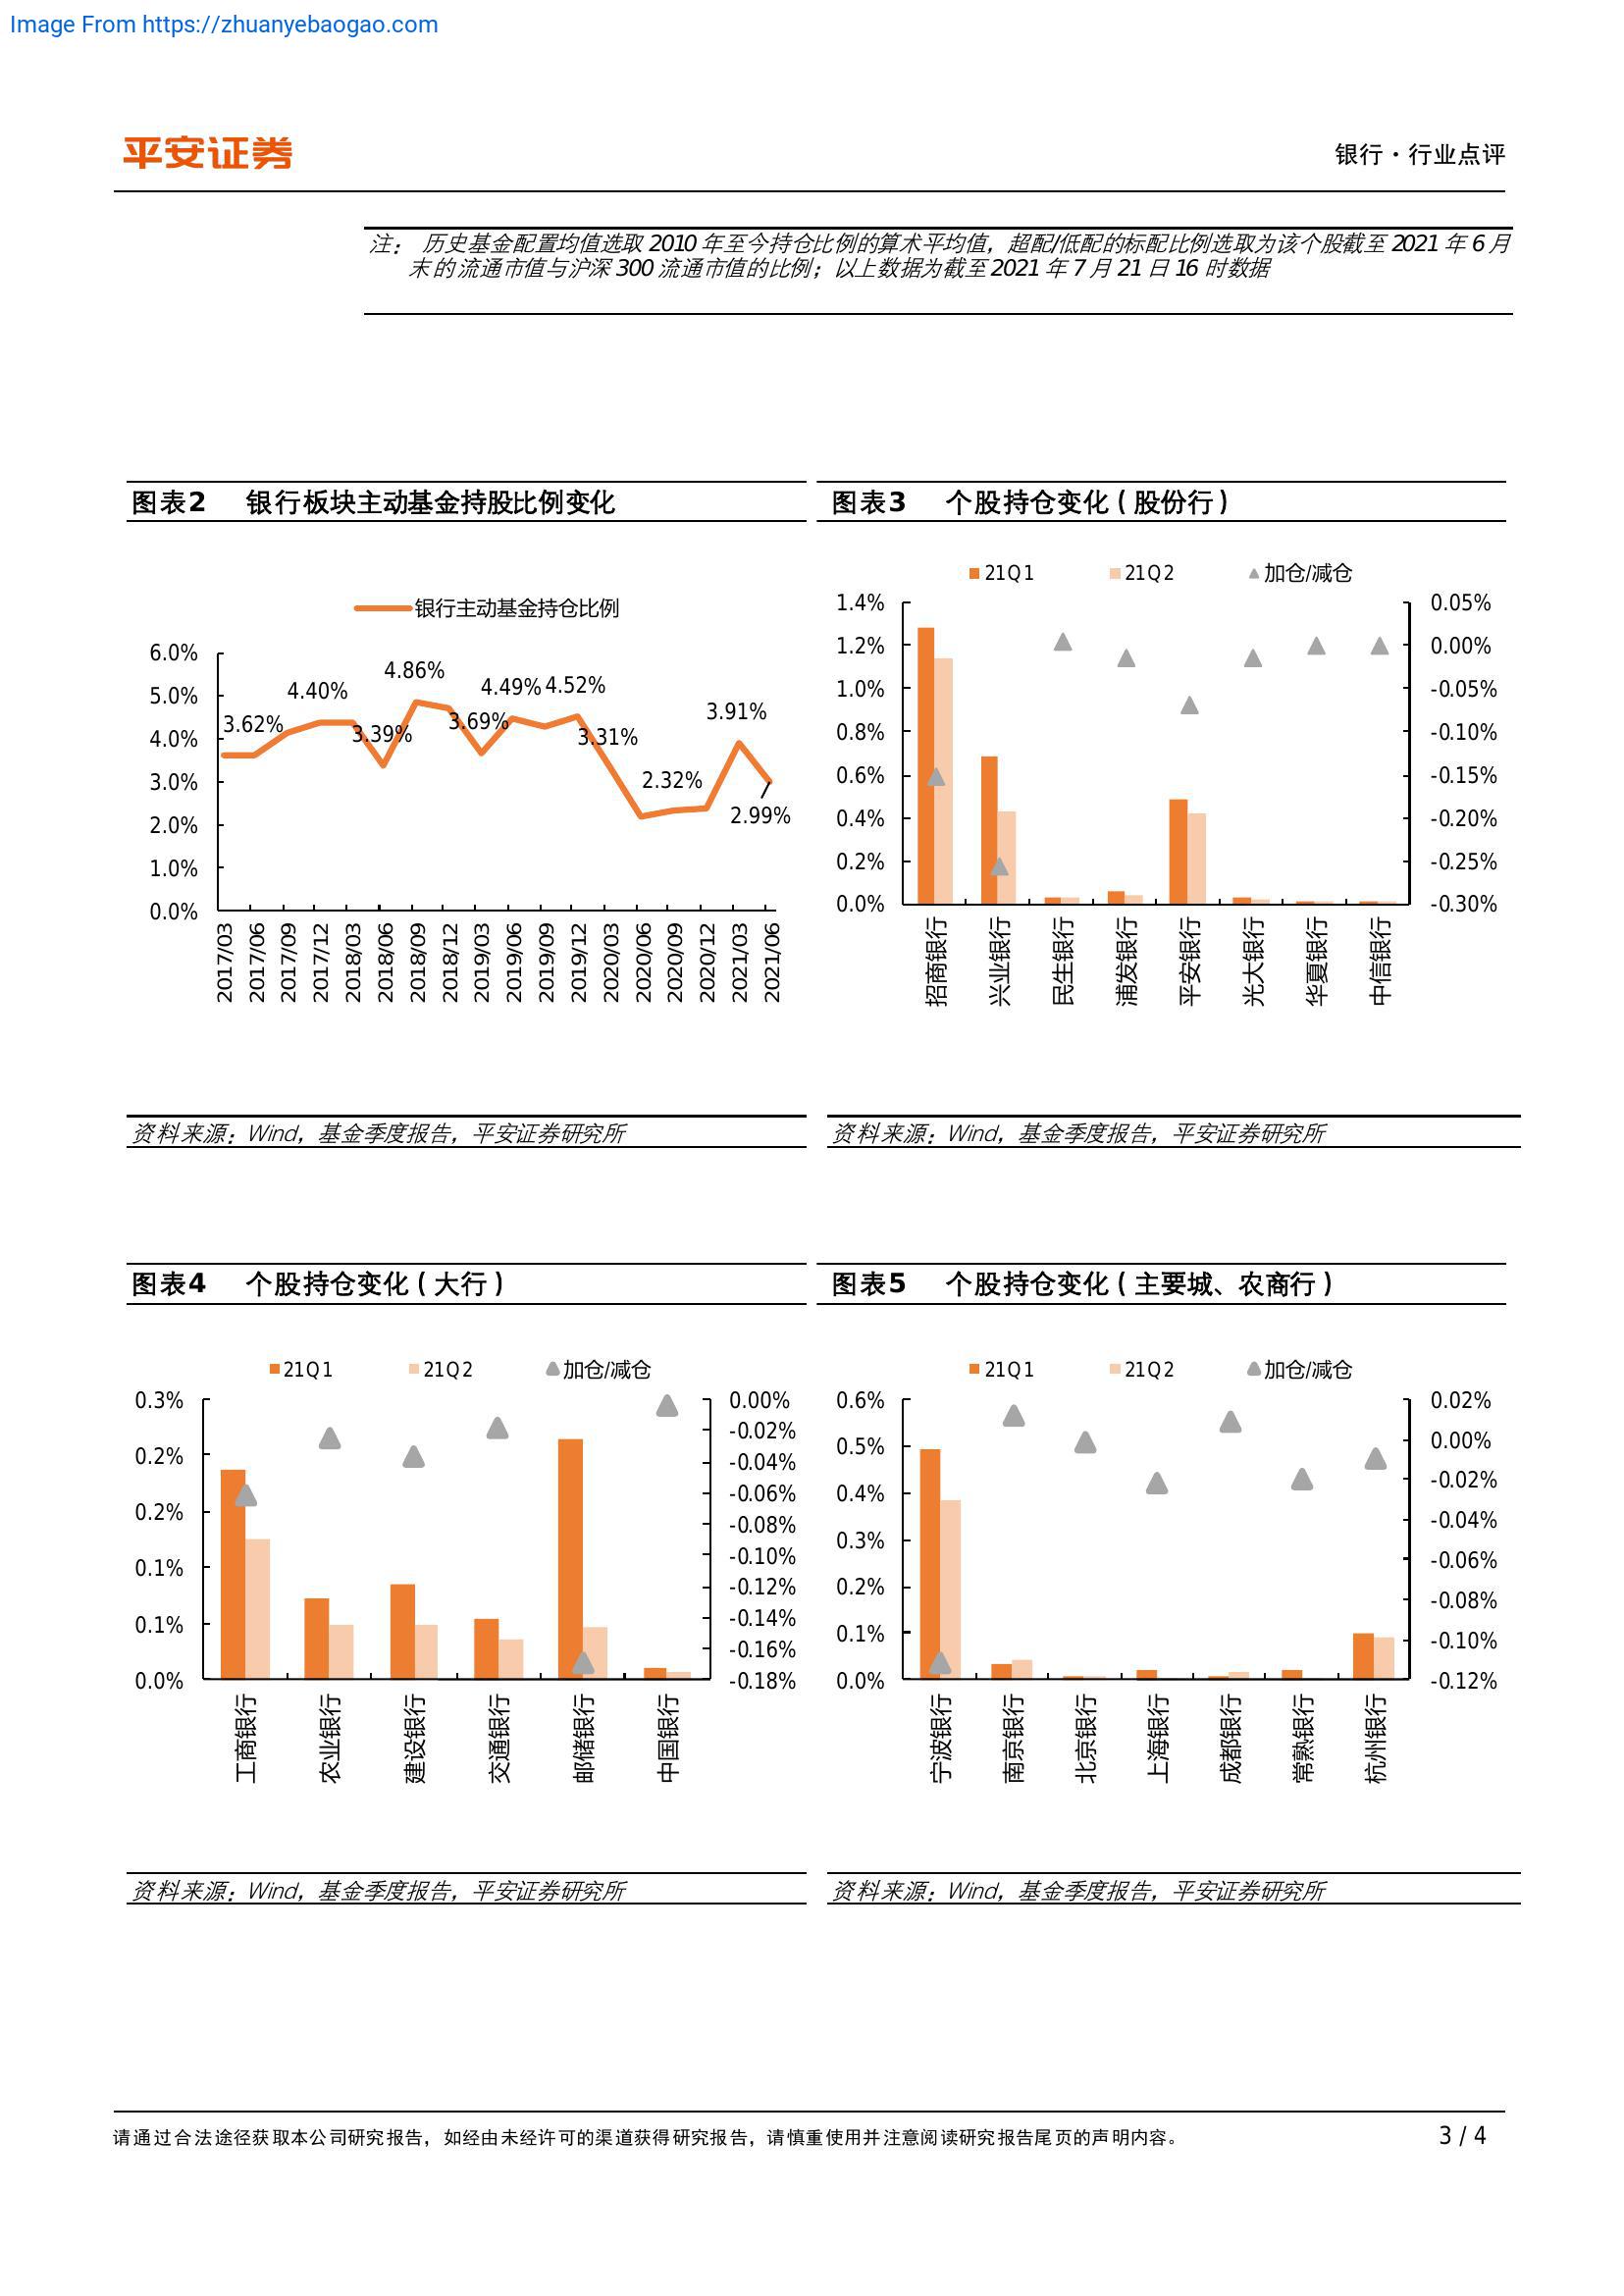 Image From https://zhuanyebaogao.com
平安证券
银行·行业点评
注： 历史基金配置均值选取 2010 年至今持仓比例的算术平均值，超配/低配的标配比例选取为该个股截至 2021 年 6 月
末的流通市值与沪深 300 流通市值的比例；以上数据为截至 2021 年 7 月 21 日 16 时数据
图表2 银行板块主动基金持股比例变化
银行主动基金持仓比例
6.0%
5.0%
4.0%
3.0%
2.0%
1.0%
0.0%
3.62%
4.40%
3.39%
4.86%
3.69%
4.49%
4.52%
3.31%
2.32%
3.91%
2.99%
2017/03
2017/06
2017/09
2017/12
2018/03
2018/06
2018/09
2018/12
2019/03
2019/06
2019/09
2019/12
2020/03
2020/06
2020/09
2020/12
2021/03
2021/06
资料来源：Wind，基金季度报告，平安证券研究所
图表3 个股持仓变化（股份行）
21Q1 21Q2 加仓/减仓
1.4%
1.2%
1.0%
0.8%
0.6%
0.4%
0.2%
0.0%
0.05%
0.00%
-0.05%
-0.10%
-0.15%
-0.20%
-0.25%
-0.30%
招商银行
兴业银行
民生银行
浦发银行
平安银行
光大银行
华夏银行
中信银行
资料来源：Wind，基金季度报告，平安证券研究所
图表4 个股持仓变化（大行）
21Q1 21Q2 加仓/减仓
0.3%
0.2%
0.2%
0.1%
0.1%
0.0%
0.00%
-0.02%
-0.04%
-0.06%
-0.08%
-0.10%
-0.12%
-0.14%
-0.16%
-0.18%
工商银行
农业银行
建设银行
交通银行
邮储银行
中国银行
资料来源：Wind，基金季度报告，平安证券研究所
图表5 个股持仓变化（主要城、农商行）
21Q1 21Q2 加仓/减仓
0.6%
0.5%
0.4%
0.3%
0.2%
0.1%
0.0%
0.02%
0.00%
-0.02%
-0.04%
-0.06%
-0.08%
-0.10%
-0.12%
宁波银行
南京银行
北京银行
上海银行
成都银行
常熟银行
杭州银行
资料来源：Wind，基金季度报告，平安证券研究所
请通过合法途径获取本公司研究报告，如经由未经许可的渠道获得研究报告，请慎重使用并注意阅读研究报告尾页的声明内容。
3 / 4